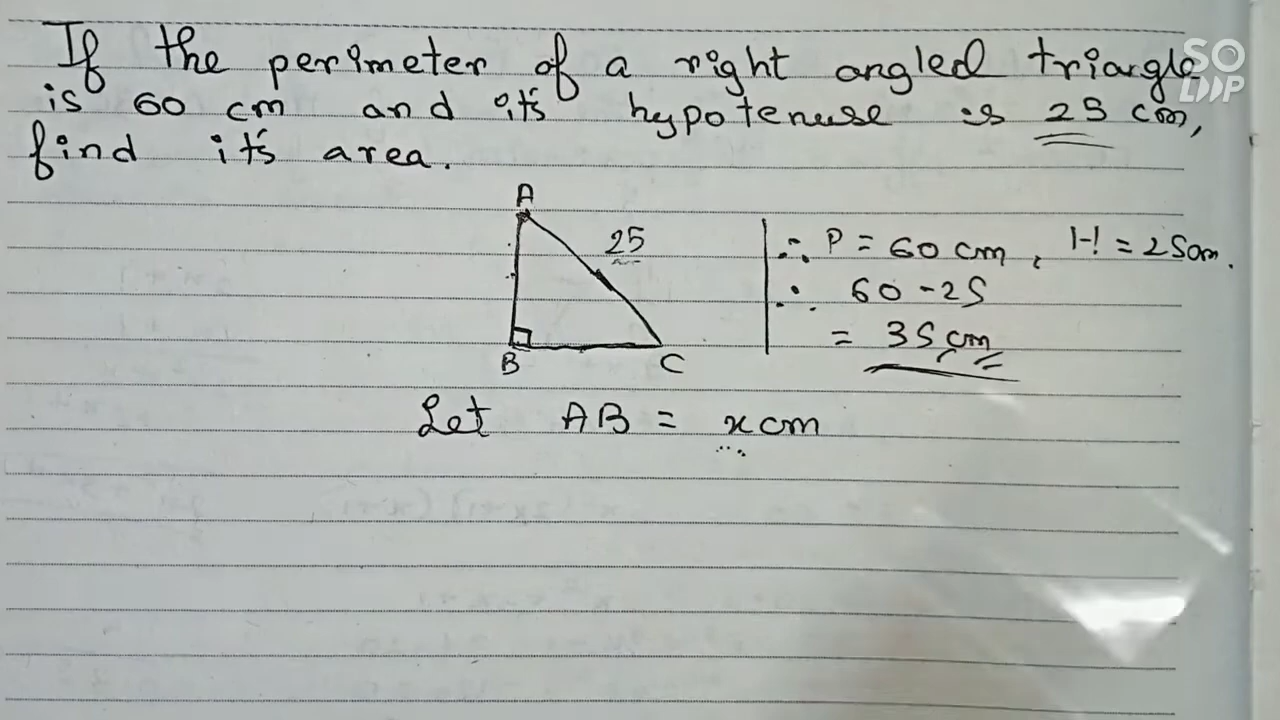 If the perimeter of a right angled triangle
is 60 cm and it's hypotenuse is 25 cm,
find it's area.
A
25
B
C
∴ P = 60 cm, H = 25cm.
∴ 60 - 25
= 35 cm
Let AB = x cm
SO
LOOP